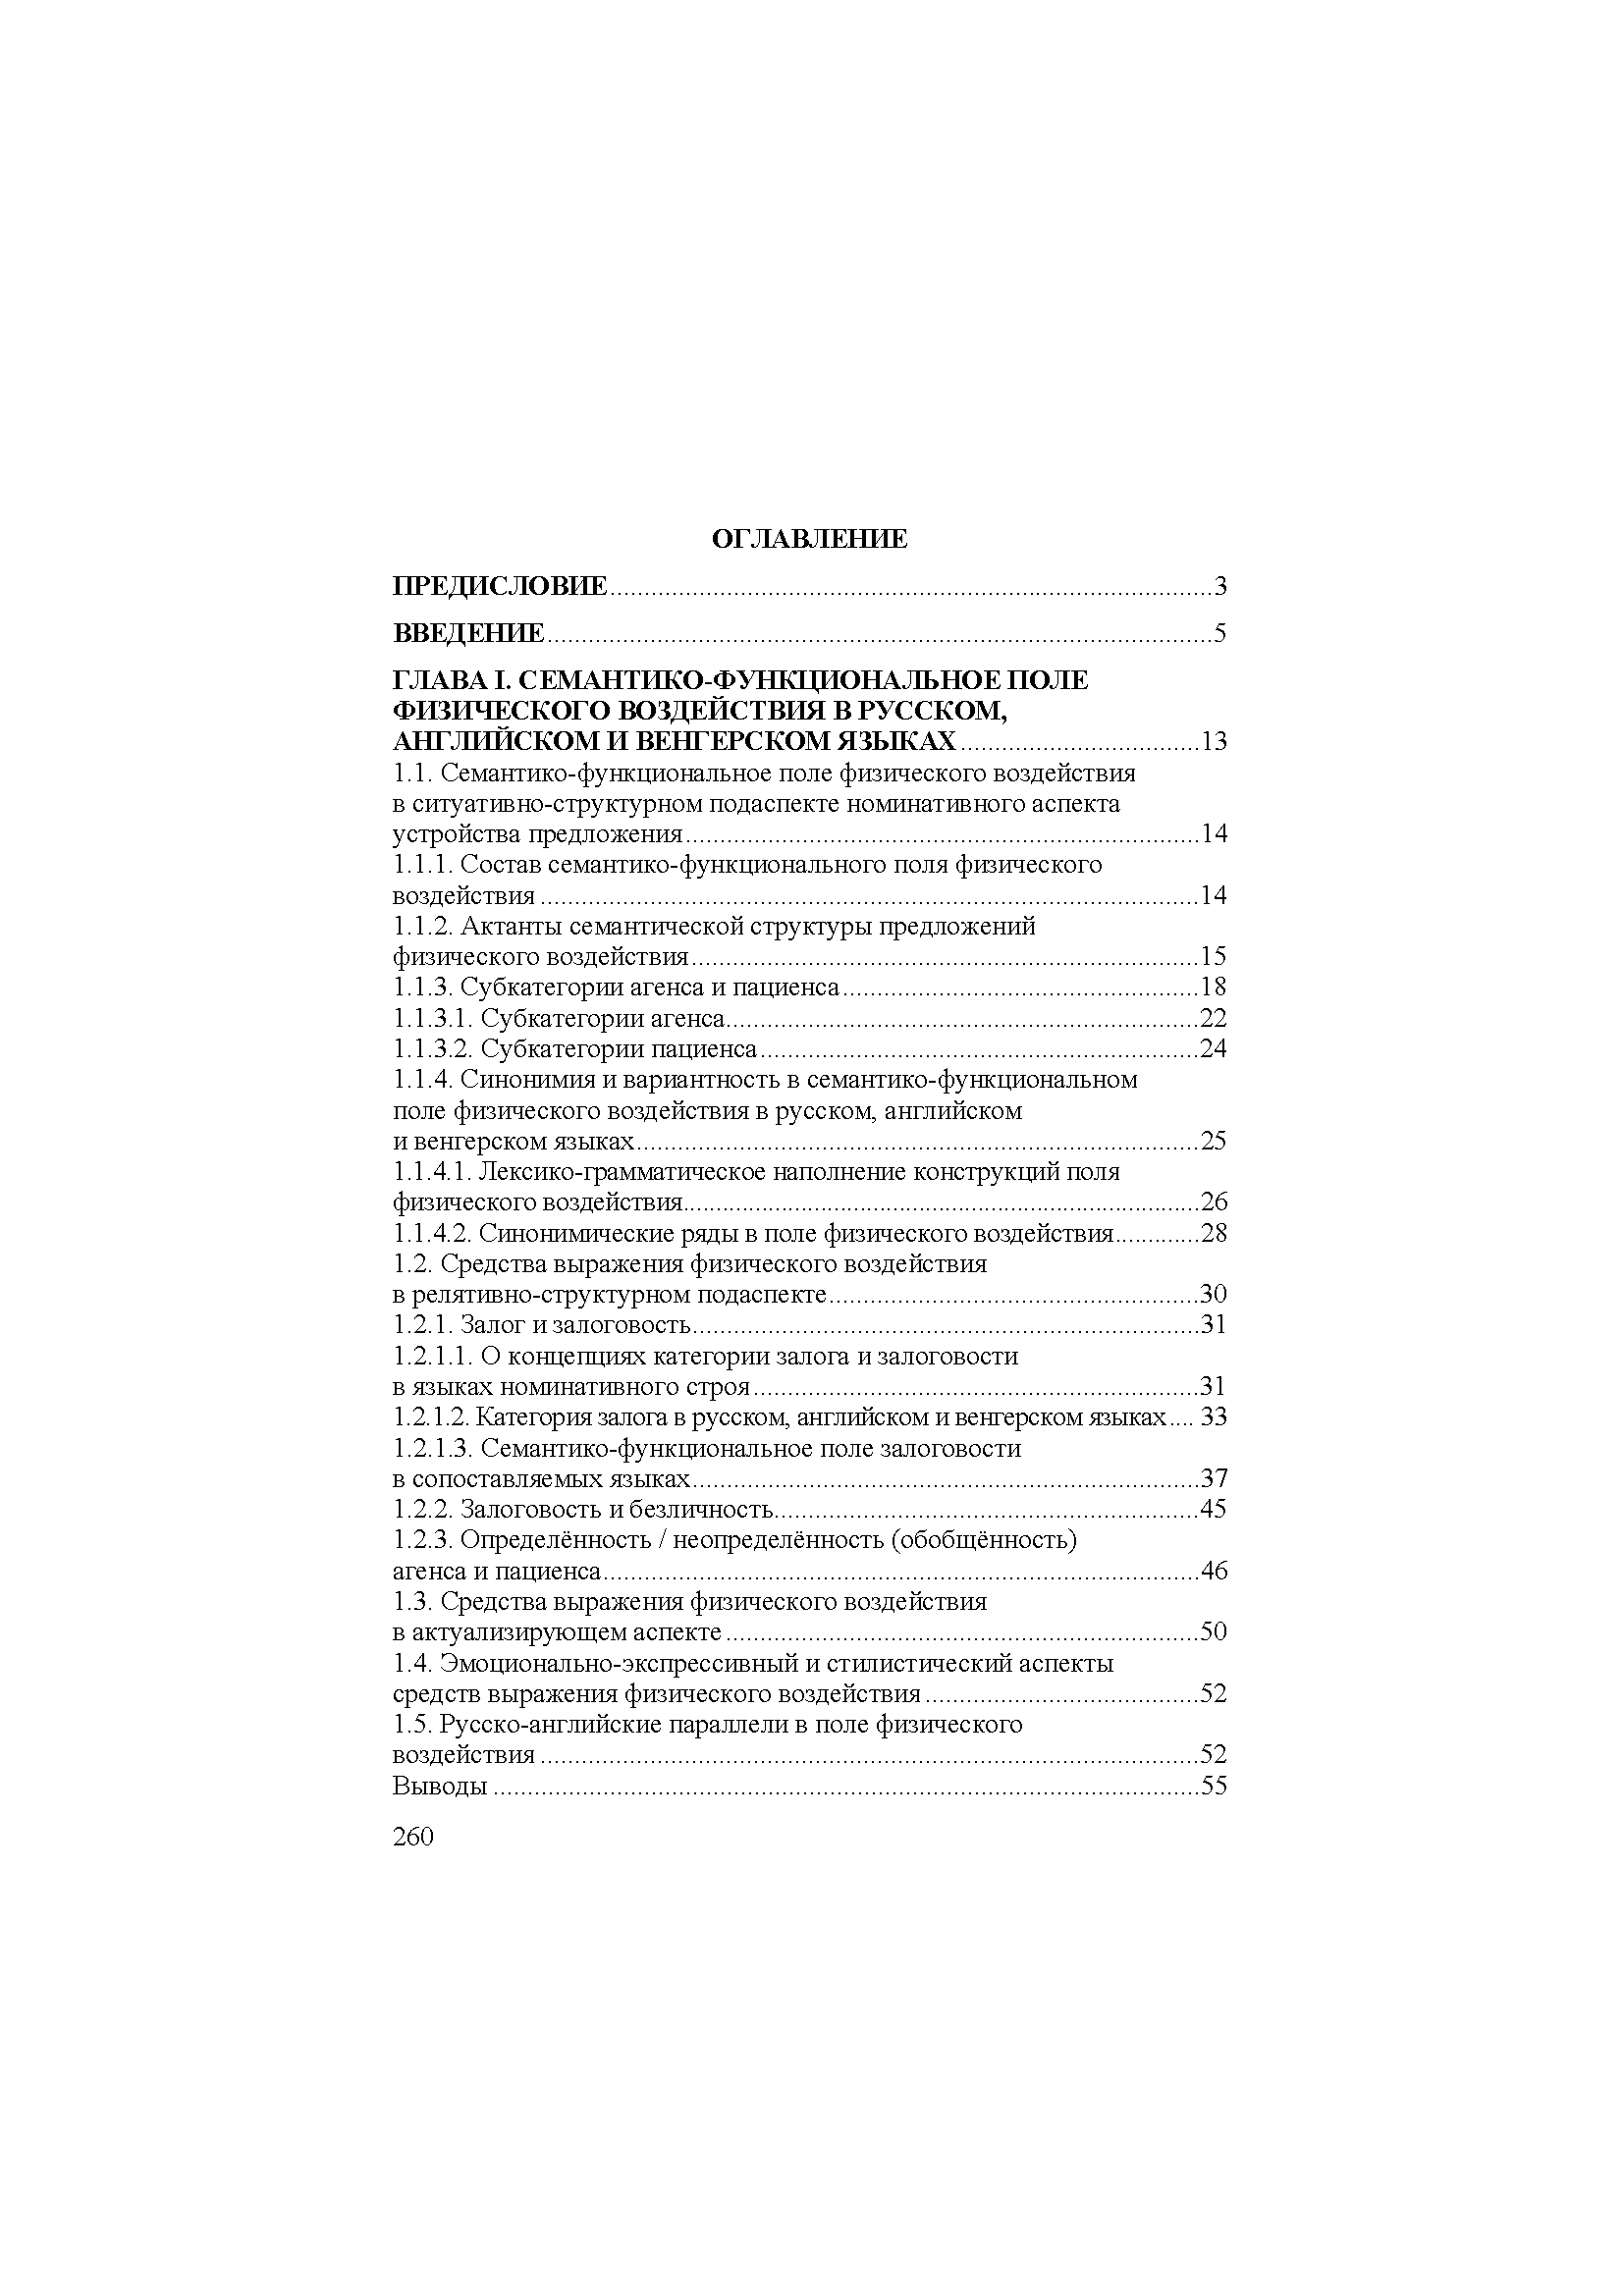 ОГЛАВЛЕНИЕ
ПРЕДИСЛОВИЕ....................3
ВВЕДЕНИЕ....................5
ГЛАВА I. СЕМАНТИКО-ФУНКЦИОНАЛЬНОЕ ПОЛЕ
ФИЗИЧЕСКОГО ВОЗДЕЙСТВИЯ В РУССКОМ,
АНГЛИЙСКОМ И ВЕНГЕРСКОМ ЯЗЫКАХ....................13
1.1. Семантико-функциональное поле физического воздействия
в ситуативно-структурном подаспекте номинативного аспекта
устройства предложения....................14
1.1.1. Состав семантико-функционального поля физического
воздействия....................14
1.1.2. Актанты семантической структуры предложений
физического воздействия....................15
1.1.3. Субкатегории агенса и пациенса....................18
1.1.3.1. Субкатегории агенса....................22
1.1.3.2. Субкатегории пациенса....................24
1.1.4. Синонимия и вариантность в семантико-функциональном
поле физического воздействия в русском, английском
и венгерском языках....................25
1.1.4.1. Лексико-грамматическое наполнение конструкций поля
физического воздействия....................26
1.1.4.2. Синонимические ряды в поле физического воздействия............28
1.2. Средства выражения физического воздействия
в релятивно-структурном подаспекте....................30
1.2.1. Залог и залоговость....................31
1.2.1.1. О концепциях категории залога и залоговости
в языках номинативного строя....................31
1.2.1.2. Категория залога в русском, английском и венгерском языках.... 33
1.2.1.3. Семантико-функциональное поле залоговости
в сопоставляемых языках....................37
1.2.2. Залоговость и безличность....................45
1.2.3. Определённость / неопределённость (обобщённость)
агенса и пациенса....................46
1.3. Средства выражения физического воздействия
в актуализирующем аспекте....................50
1.4. Эмоционально-экспрессивный и стилистический аспекты
средств выражения физического воздействия....................52
1.5. Русско-английские параллели в поле физического
воздействия....................52
Выводы....................55
260